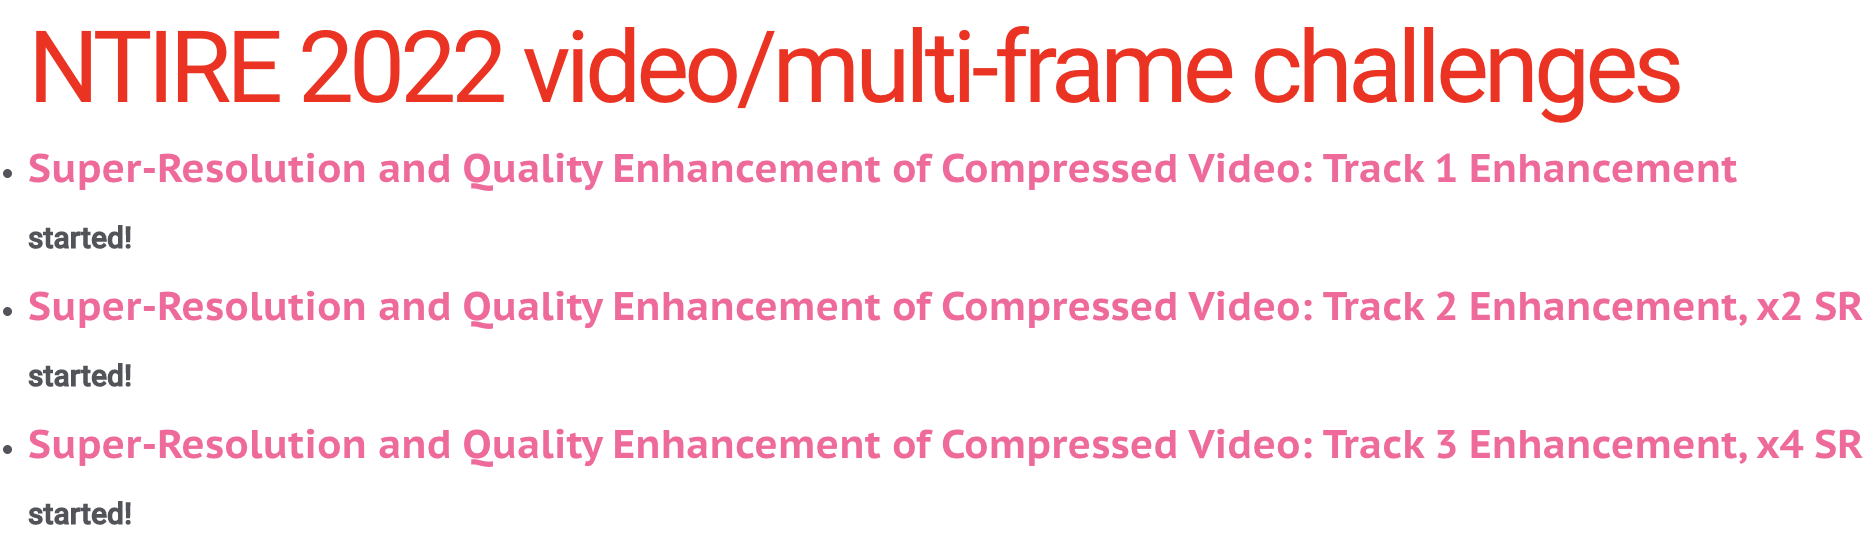 NTIRE 2022 video/multi-frame challenges
• Super-Resolution and Quality Enhancement of Compressed Video: Track 1 Enhancement
started!
• Super-Resolution and Quality Enhancement of Compressed Video: Track 2 Enhancement, x2 SR
started!
• Super-Resolution and Quality Enhancement of Compressed Video: Track 3 Enhancement, x4 SR
started!